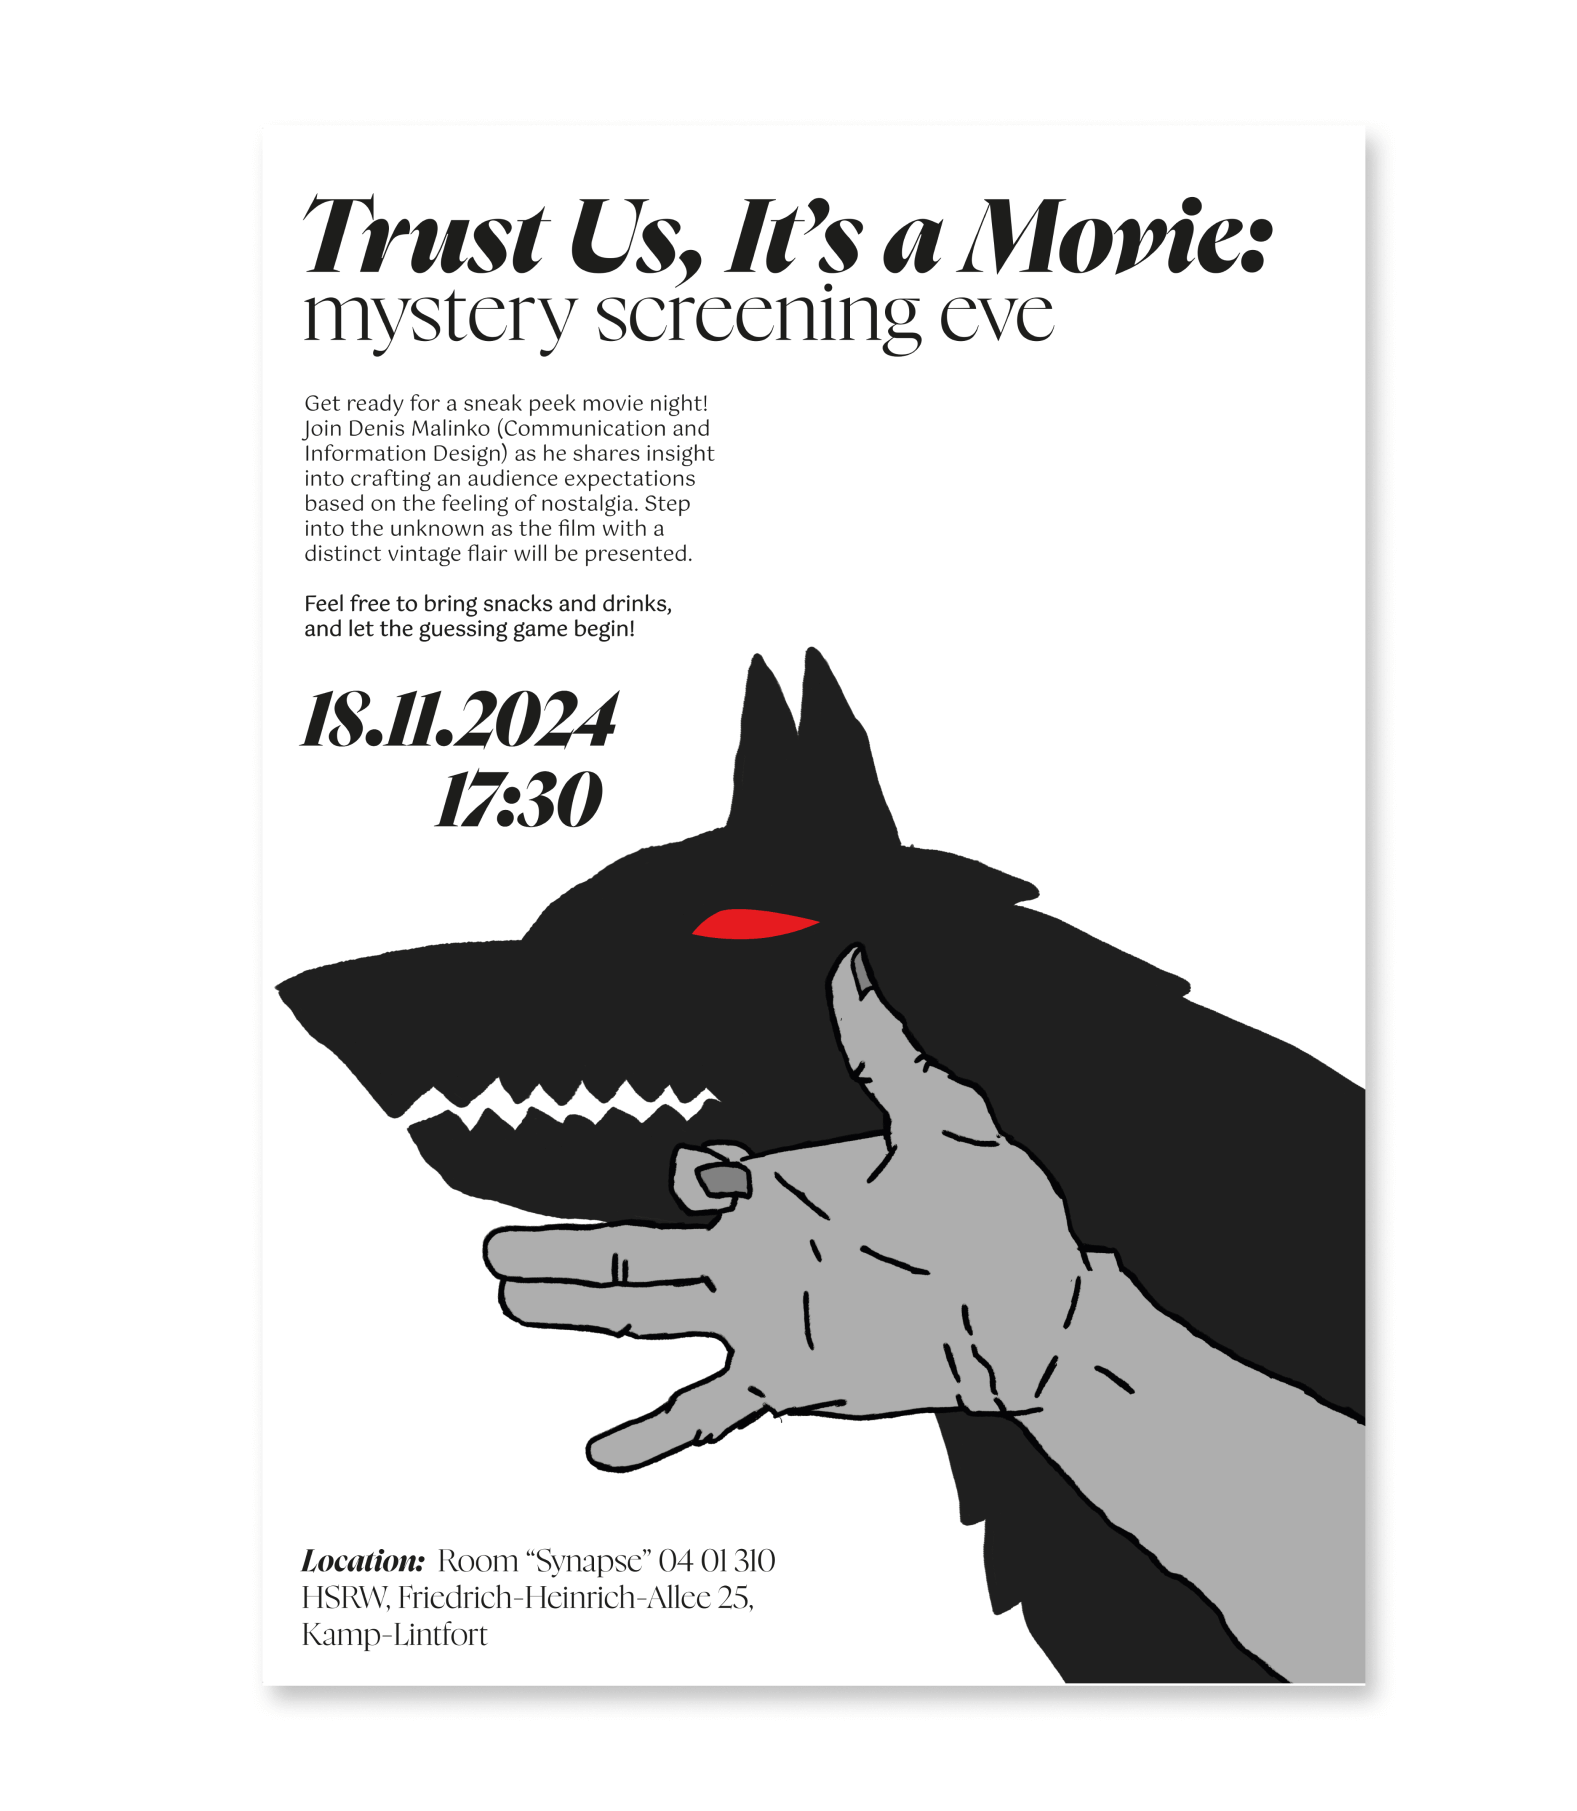 Trust Us, It’s a Movie:
mystery screening eve
Get ready for a sneak peek movie night!
Join Denis Malinko (Communication and
Information Design) as he shares insight
into crafting an audience expectations
based on the feeling of nostalgia. Step
into the unknown as the film with a
distinct vintage flair will be presented.
Feel free to bring snacks and drinks,
and let the guessing game begin!
18.11.2024
17:30
Location: Room “Synapse” 04 01 310
HSRW, Friedrich-Heinrich-Allee 25,
Kamp-Lintfort